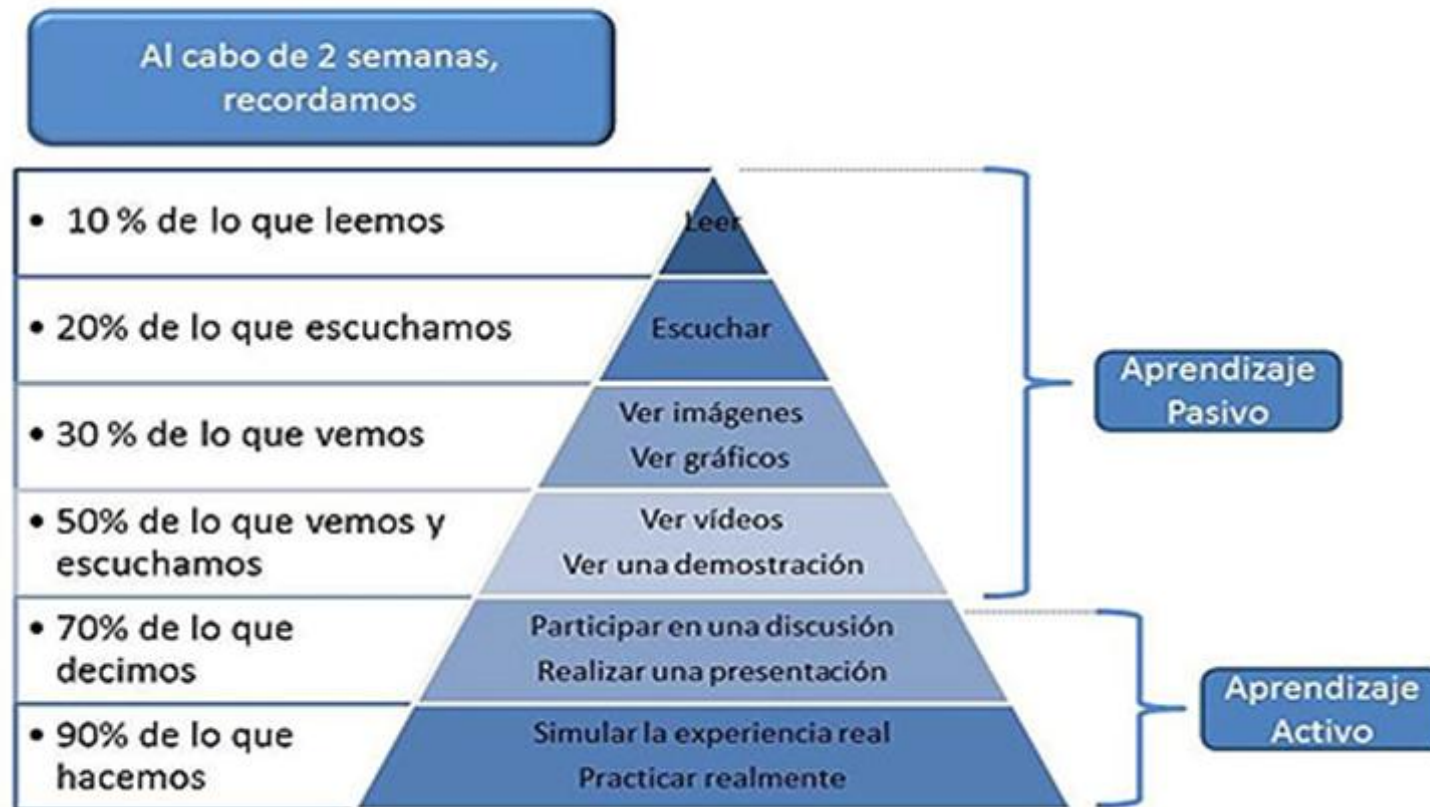 Al cabo de 2 semanas,
recordamos
• 10 % de lo que leemos
Leer
• 20% de lo que escuchamos
Escuchar
• 30 % de lo que vemos
Ver imágenes
Ver gráficos
• 50% de lo que vemos y
escuchamos
Ver vídeos
Ver una demostración
• 70% de lo que
decimos
Participar en una discusión
Realizar una presentación
• 90% de lo que
hacemos
Simular la experiencia real
Practicar realmente
Aprendizaje
Pasivo
Aprendizaje
Activo